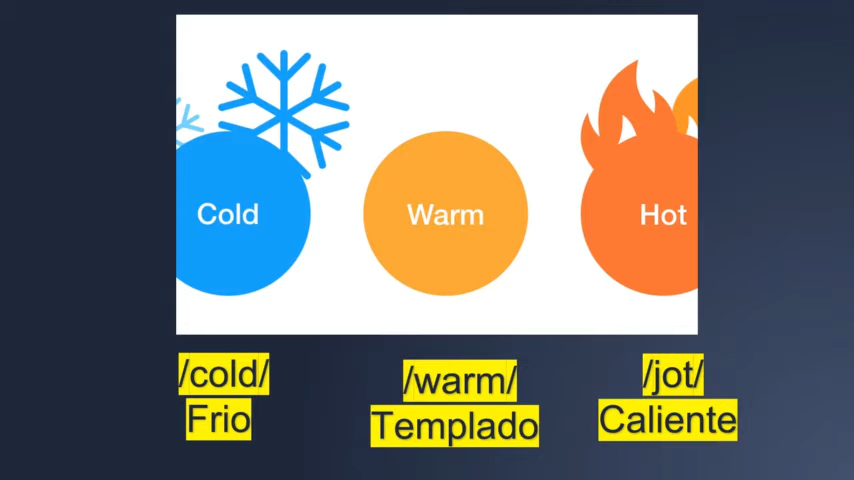 Cold
Warm
Hot
/cold/
Frio
/warm/
Templado
/jot/
Caliente